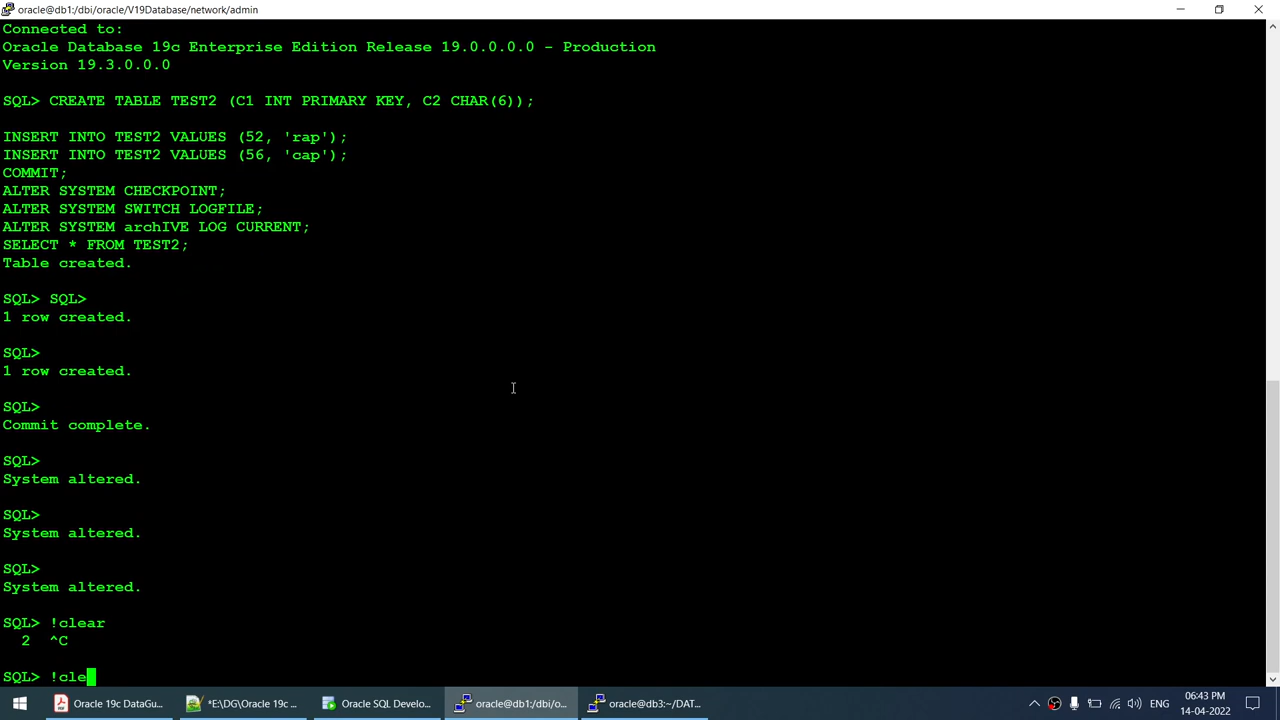 oracle@db1:/dbi/oracle/V19Database/network/admin
Connected to:
Oracle Database 19c Enterprise Edition Release 19.0.0.0.0 - Production
Version 19.3.0.0.0
SQL> CREATE TABLE TEST2 (C1 INT PRIMARY KEY, C2 CHAR(6));
INSERT INTO TEST2 VALUES (52, 'rap');
INSERT INTO TEST2 VALUES (56, 'cap');
COMMIT;
ALTER SYSTEM CHECKPOINT;
ALTER SYSTEM SWITCH LOGFILE;
ALTER SYSTEM archIVE LOG CURRENT;
SELECT * FROM TEST2;
Table created.
SQL> SQL>
1 row created.
SQL>
1 row created.
SQL>
Commit complete.
SQL>
System altered.
SQL>
System altered.
SQL>
System altered.
SQL> !clear
2 ^C
SQL> !cle
Oracle 19c DataGu...
*E:\DG\Oracle 19c ...
Oracle SQL Develo...
oracle@db1:/dbi/o...
oracle@db3:~/DAT...
ENG
06:43 PM
14-04-2022